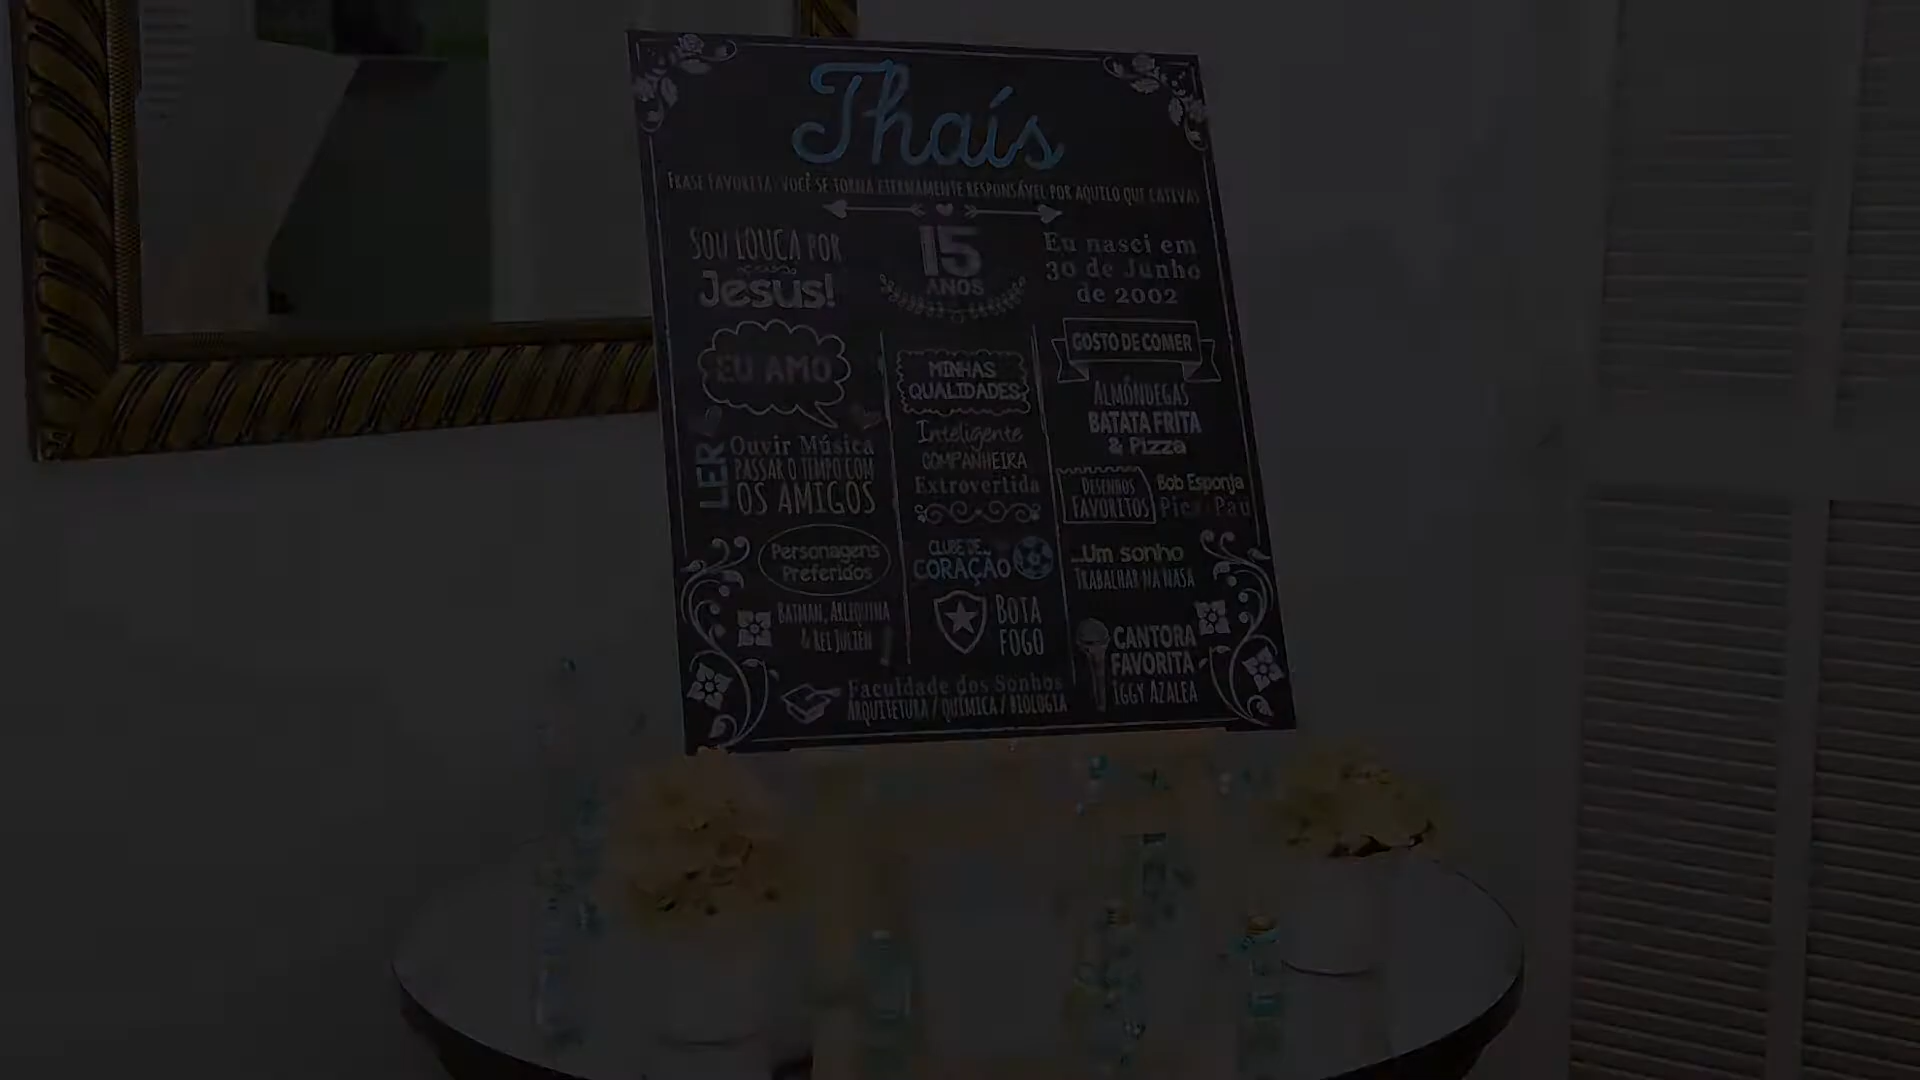 Thaís
FRASE FAVORITA: VOCÊ SE TORNA ETERNAMENTE RESPONSÁVEL POR AQUILO QUE CATIVAS
SOU LOUCA POR
Jesus!
15
ANOS
Eu nasci em
30 de Junho
de 2002
EU AMO
LER
Ouvir Música
PASSAR O TEMPO COM
OS AMIGOS
Personagens
Preferidos
BATMAN, ARLEQUINA
& REI JULIEN
MINHAS
QUALIDADES
Inteligente
COMPANHEIRA
Extrovertida
CLUBE DE...
CORAÇÃO
BOTA
FOGO
GOSTO DE COMER
ALMÔNDEGAS
BATATA FRITA
& Pizza
DESENHOS
FAVORITOS
Bob Esponja
Pica Pau
...Um sonho
TRABALHAR NA NASA
CANTORA
FAVORITA
IGGY AZALEA
Faculdade dos Sonhos
ARQUITETURA / QUÍMICA / BIOLOGIA